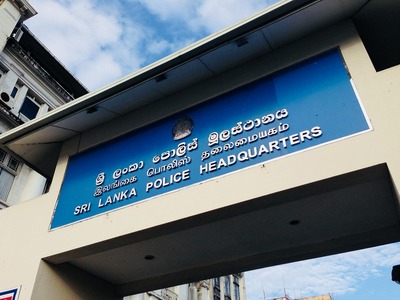 ශ්‍රී ලංකා පොලිස් මූලස්ථානය
இலங்கை பொலிஸ் தலைமையகம்
SRI LANKA POLICE HEADQUARTERS